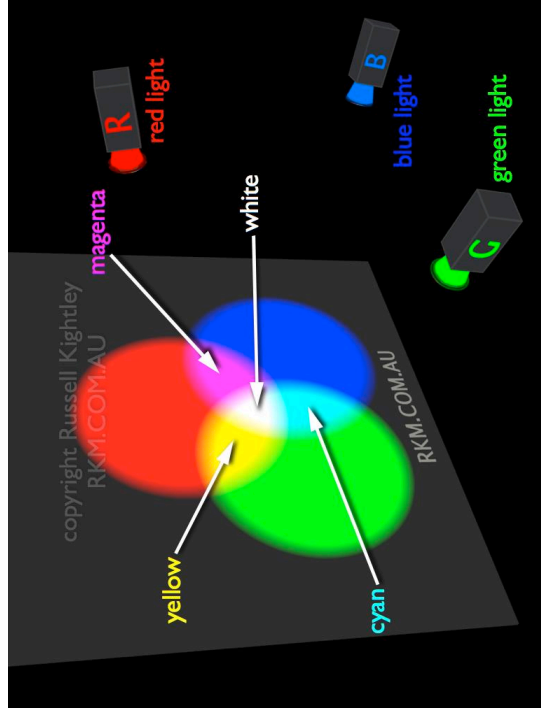 copyright Russell Kightley
RKM.COM.AU
magenta
R
red light
yellow
white
B
blue light
cyan
RKM.COM.AU
G
green light